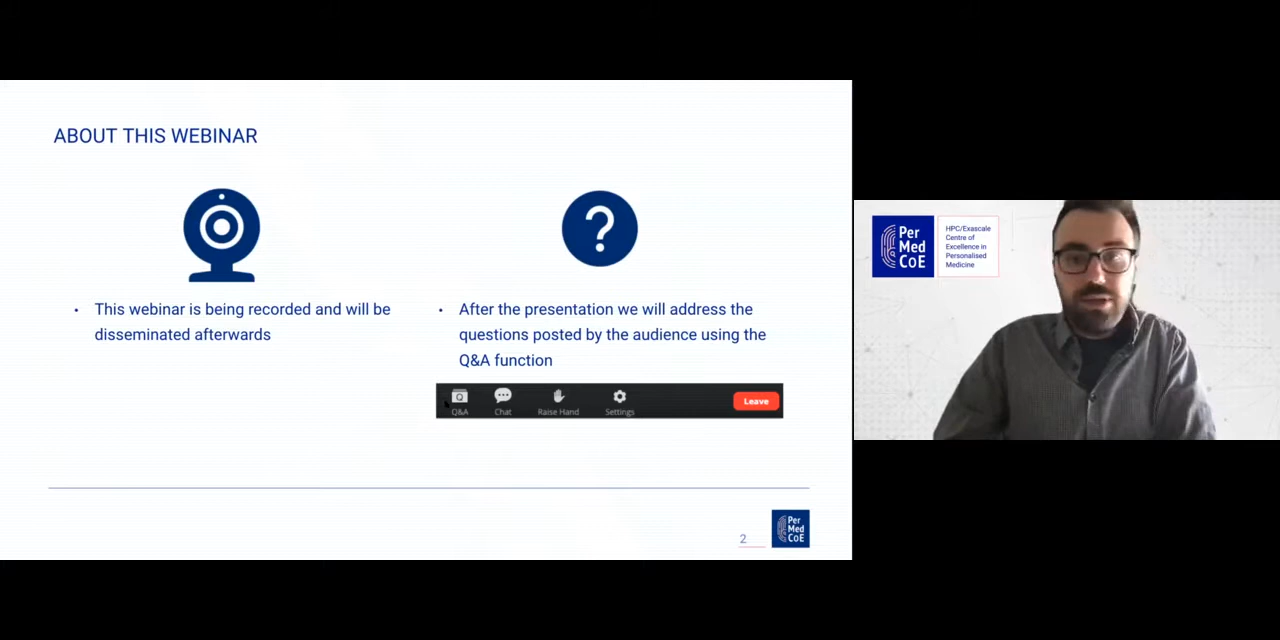 ABOUT THIS WEBINAR
• This webinar is being recorded and will be
disseminated afterwards
?
• After the presentation we will address the
questions posted by the audience using the
Q&A function
Q
Q&A Chat Raise Hand Settings Leave
2
Per
Med
CoE
Per
Med
CoE
HPC/Exascale
Centre of
Excellence in
Personalised
Medicine